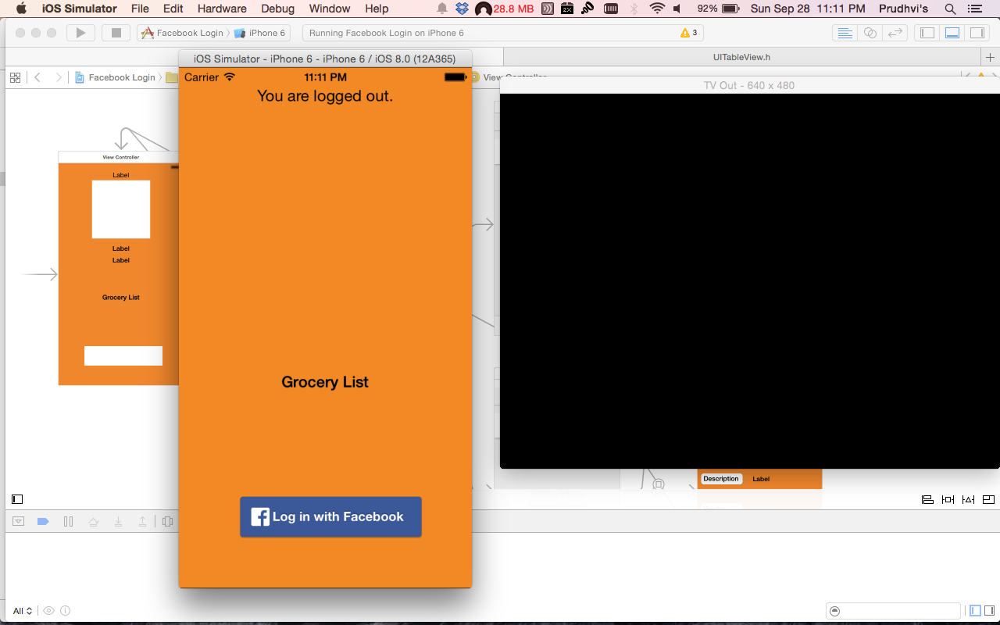 iOS Simulator File Edit Hardware Debug Window Help 28.8 MB 2X 92% Sun Sep 28 11:11 PM Prudhvi's
Facebook Login iPhone 6 Running Facebook Login on iPhone 6 3
iOS Simulator - iPhone 6 - iPhone 6 / iOS 8.0 (12A365) UITableView.h
Facebook Login
Carrier 11:11 PM
You are logged out.
TV Out - 640 x 480
View Controller
Label
Label
Label
Grocery List
Grocery List
Log in with Facebook
Description Label
All